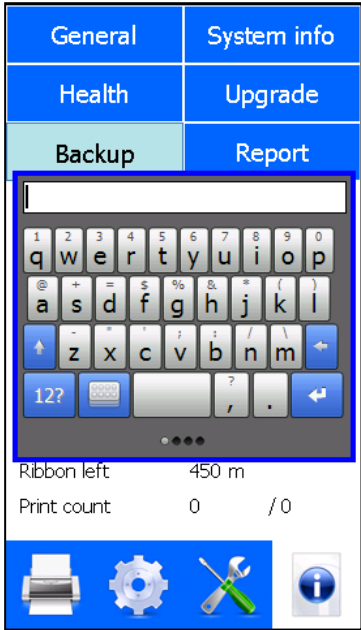 General System info
Health Upgrade
Backup Report
1 2 3 4 5 6 7 8 9 0
q w e r t y u i o p
@ + = $ % & * ( )
a s d f g h j k l
- " ' ; : / \
z x c v b n m
12? ? , .
Ribbon left 450 m
Print count 0 / 0
i